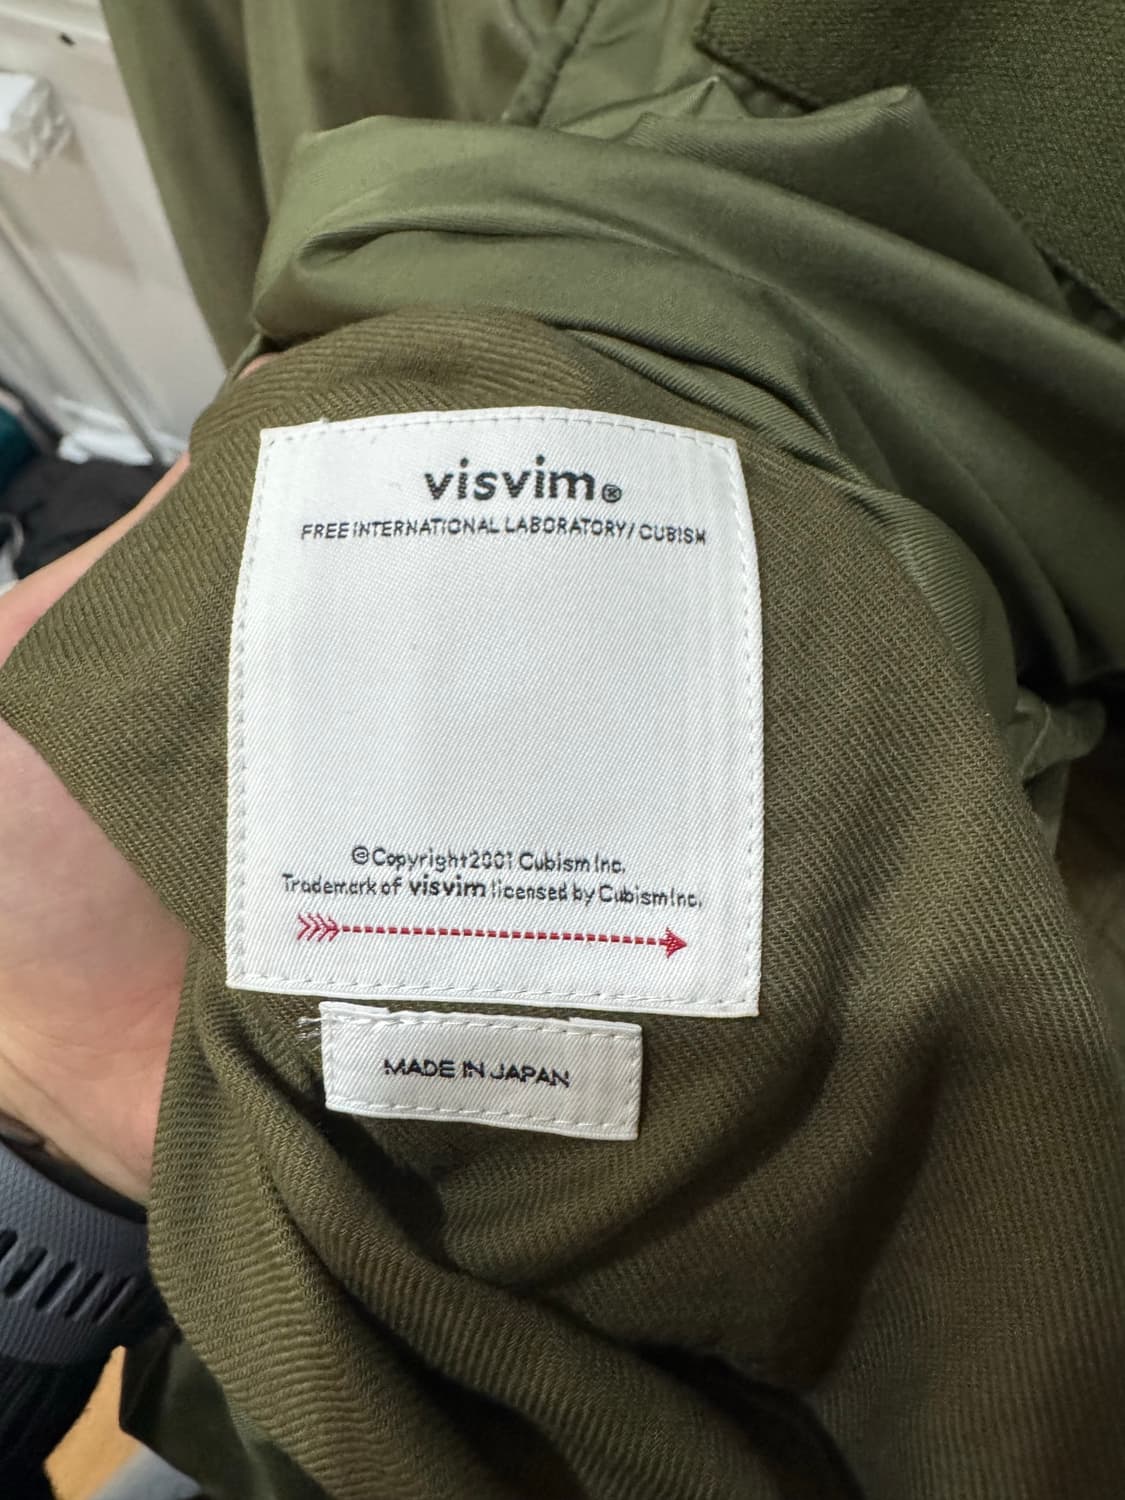 visvim®
FREE INTERNATIONAL LABORATORY/CUBISM
©Copyright2001 Cubism Inc.
Trademark of visvim licensed by Cubism Inc.
MADE IN JAPAN